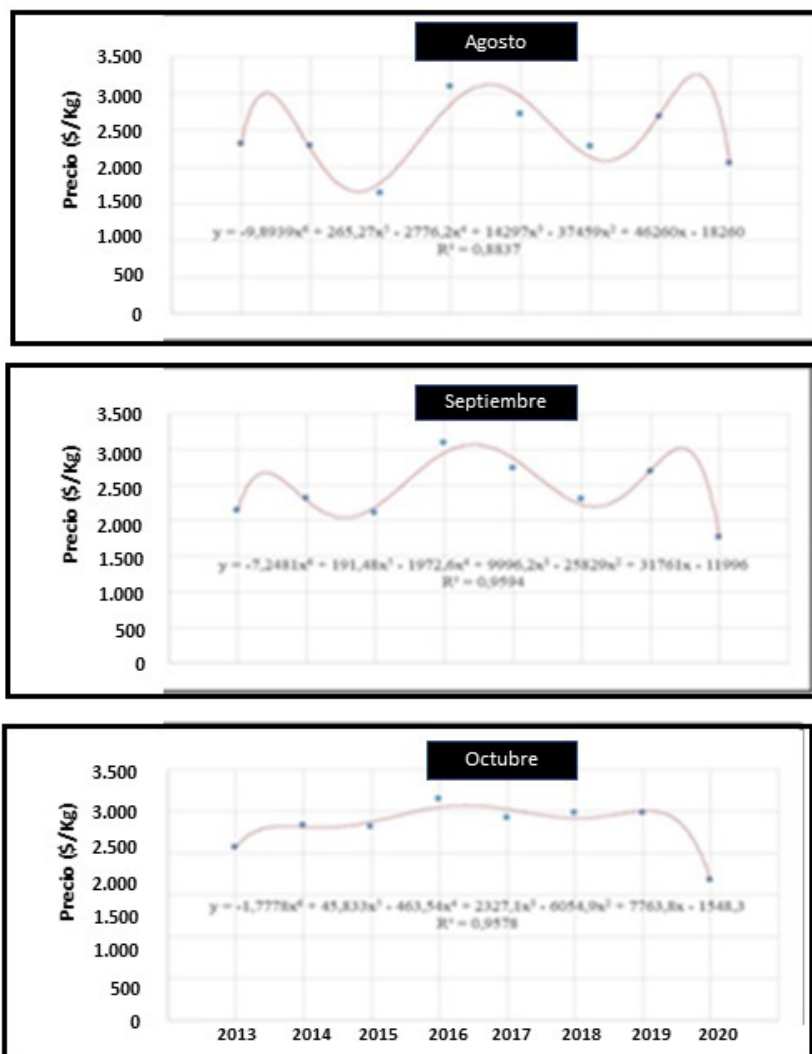 Agosto
Precio ($/Kg)
3.500
3.000
2.500
2.000
1.500
1.000
500
0
y = -9,8939x⁶ + 265,27x⁵ - 2776,2x⁴ + 14297x³ - 37459x² + 46260x - 18260
R² = 0,8837
Septiembre
Precio ($/Kg)
3.500
3.000
2.500
2.000
1.500
1.000
500
0
y = -7,2481x⁶ + 191,48x⁵ - 1972,6x⁴ + 9996,2x³ - 25829x² + 31761x - 11996
R² = 0,9594
Octubre
Precio ($/Kg)
3.500
3.000
2.500
2.000
1.500
1.000
500
0
y = -1,7778x⁶ + 45,833x⁵ - 463,54x⁴ + 2327,1x³ - 6054,9x² + 7763,8x - 1548,3
R² = 0,9578
2013 2014 2015 2016 2017 2018 2019 2020